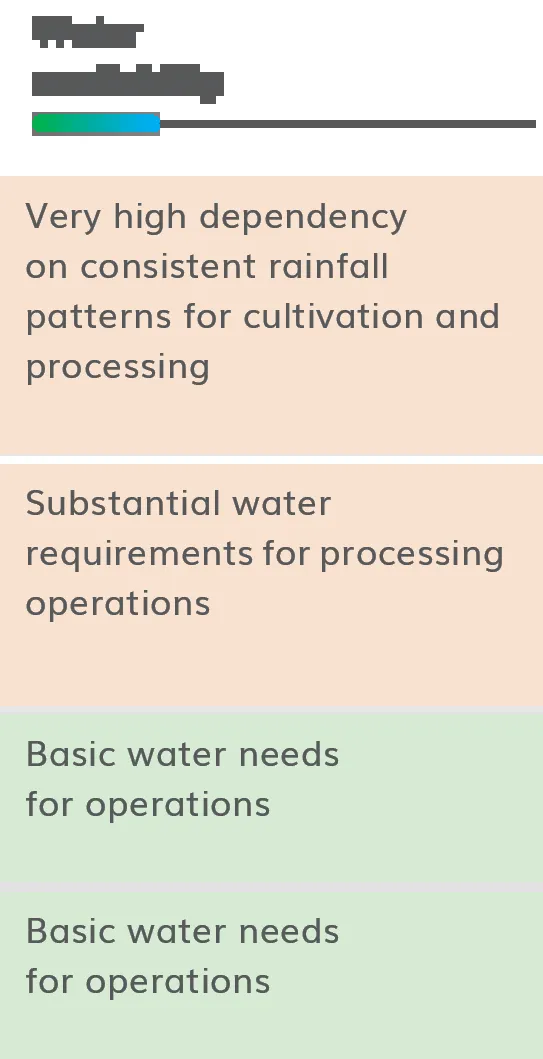 Water
availability
Very high dependency
on consistent rainfall
patterns for cultivation and
processing
Substantial water
requirements for processing
operations
Basic water needs
for operations
Basic water needs
for operations